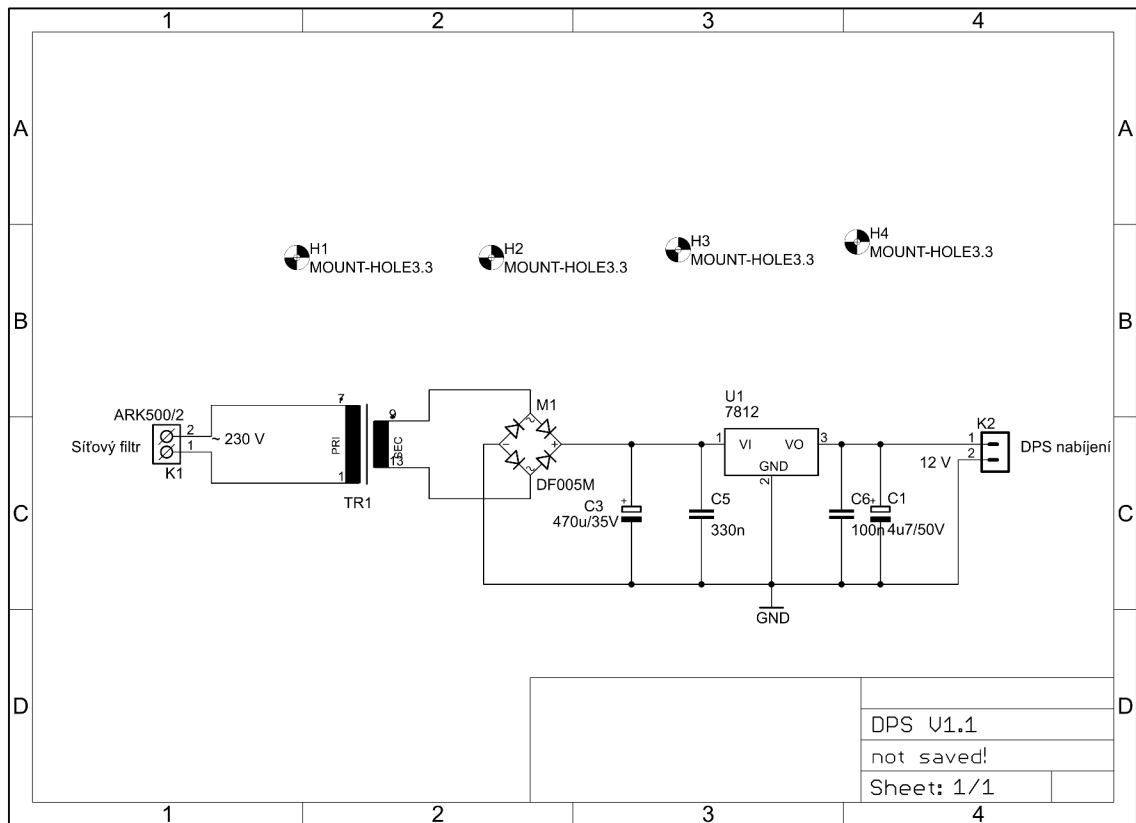 1 2 3 4
A A
H1
MOUNT-HOLE3.3
H2
MOUNT-HOLE3.3
H3
MOUNT-HOLE3.3
H4
MOUNT-HOLE3.3
B B
ARK500/2
Síťový filtr
2
1
K1
~ 230 V
7
PRI
1
TR1
9
SEC
13
M1
~
~
-
+
DF005M
C3
470u/35V
+
C5
330n
U1
7812
1 VI VO 3
GND
2
C6
100n
+
C1
4u7/50V
K2
1
2
12 V
DPS nabíjení
GND
C C
D D
DPS V1.1
not saved!
Sheet: 1/1
1 2 3 4